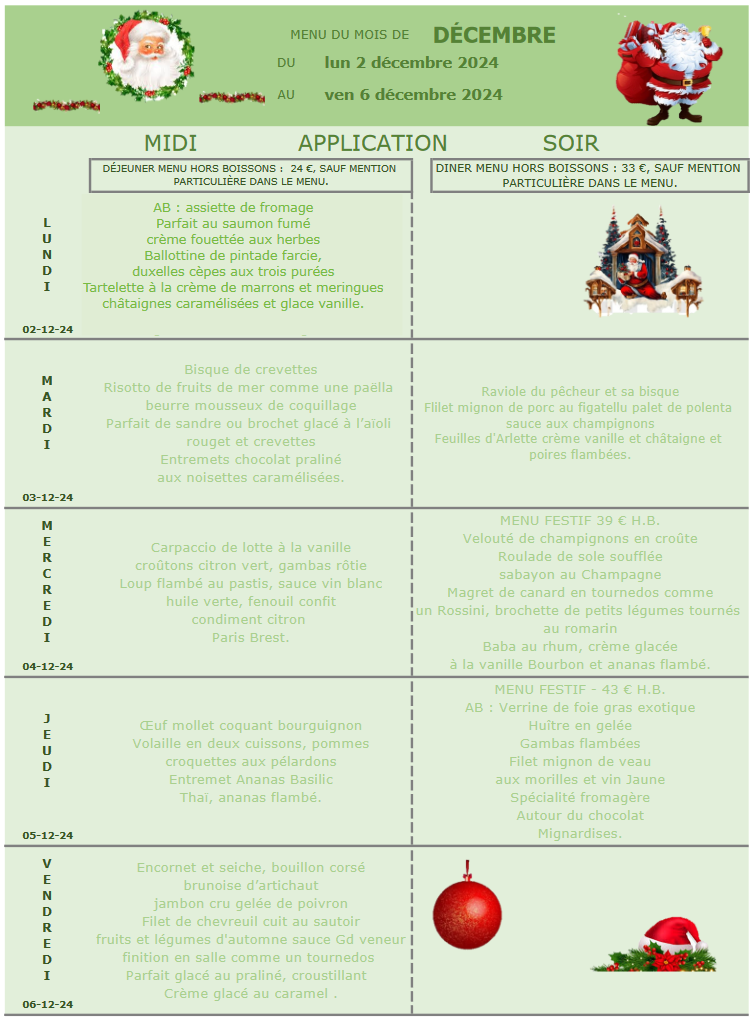 MENU DU MOIS DE DÉCEMBRE
DU lun 2 décembre 2024
AU ven 6 décembre 2024
MIDI APPLICATION SOIR
DÉJEUNER MENU HORS BOISSONS : 24 €, SAUF MENTION
PARTICULIÈRE DANS LE MENU.
DINER MENU HORS BOISSONS : 33 €, SAUF MENTION
PARTICULIÈRE DANS LE MENU.
LUNDI
02-12-24
AB : assiette de fromage
Parfait au saumon fumé
crème fouettée aux herbes
Ballottine de pintade farcie,
duxelles cèpes aux trois purées
Tartelette à la crème de marrons et meringues
châtaignes caramélisées et glace vanille.
MARDI
03-12-24
Bisque de crevettes
Risotto de fruits de mer comme une paëlla
beurre mousseux de coquillage
Parfait de sandre ou brochet glacé à l’aïoli
rouget et crevettes
Entremets chocolat praliné
aux noisettes caramélisées.
Raviole du pêcheur et sa bisque
Flilet mignon de porc au figatellu palet de polenta
sauce aux champignons
Feuilles d'Arlette crème vanille et châtaigne et
poires flambées.
MERCREDI
04-12-24
Carpaccio de lotte à la vanille
croûtons citron vert, gambas rôtie
Loup flambé au pastis, sauce vin blanc
huile verte, fenouil confit
condiment citron
Paris Brest.
MENU FESTIF 39 € H.B.
Velouté de champignons en croûte
Roulade de sole soufflée
sabayon au Champagne
Magret de canard en tournedos comme
un Rossini, brochette de petits légumes tournés
au romarin
Baba au rhum, crème glacée
à la vanille Bourbon et ananas flambé.
JEUDI
05-12-24
Œuf mollet coquant bourguignon
Volaille en deux cuissons, pommes
croquettes aux pélardons
Entremet Ananas Basilic
Thaï, ananas flambé.
MENU FESTIF - 43 € H.B.
AB : Verrine de foie gras exotique
Huître en gelée
Gambas flambées
Filet mignon de veau
aux morilles et vin Jaune
Spécialité fromagère
Autour du chocolat
Mignardises.
VENDREDI
06-12-24
Encornet et seiche, bouillon corsé
brunoise d’artichaut
jambon cru gelée de poivron
Filet de chevreuil cuit au sautoir
fruits et légumes d'automne sauce Gd veneur
finition en salle comme un tournedos
Parfait glacé au praliné, croustillant
Crème glacé au caramel .